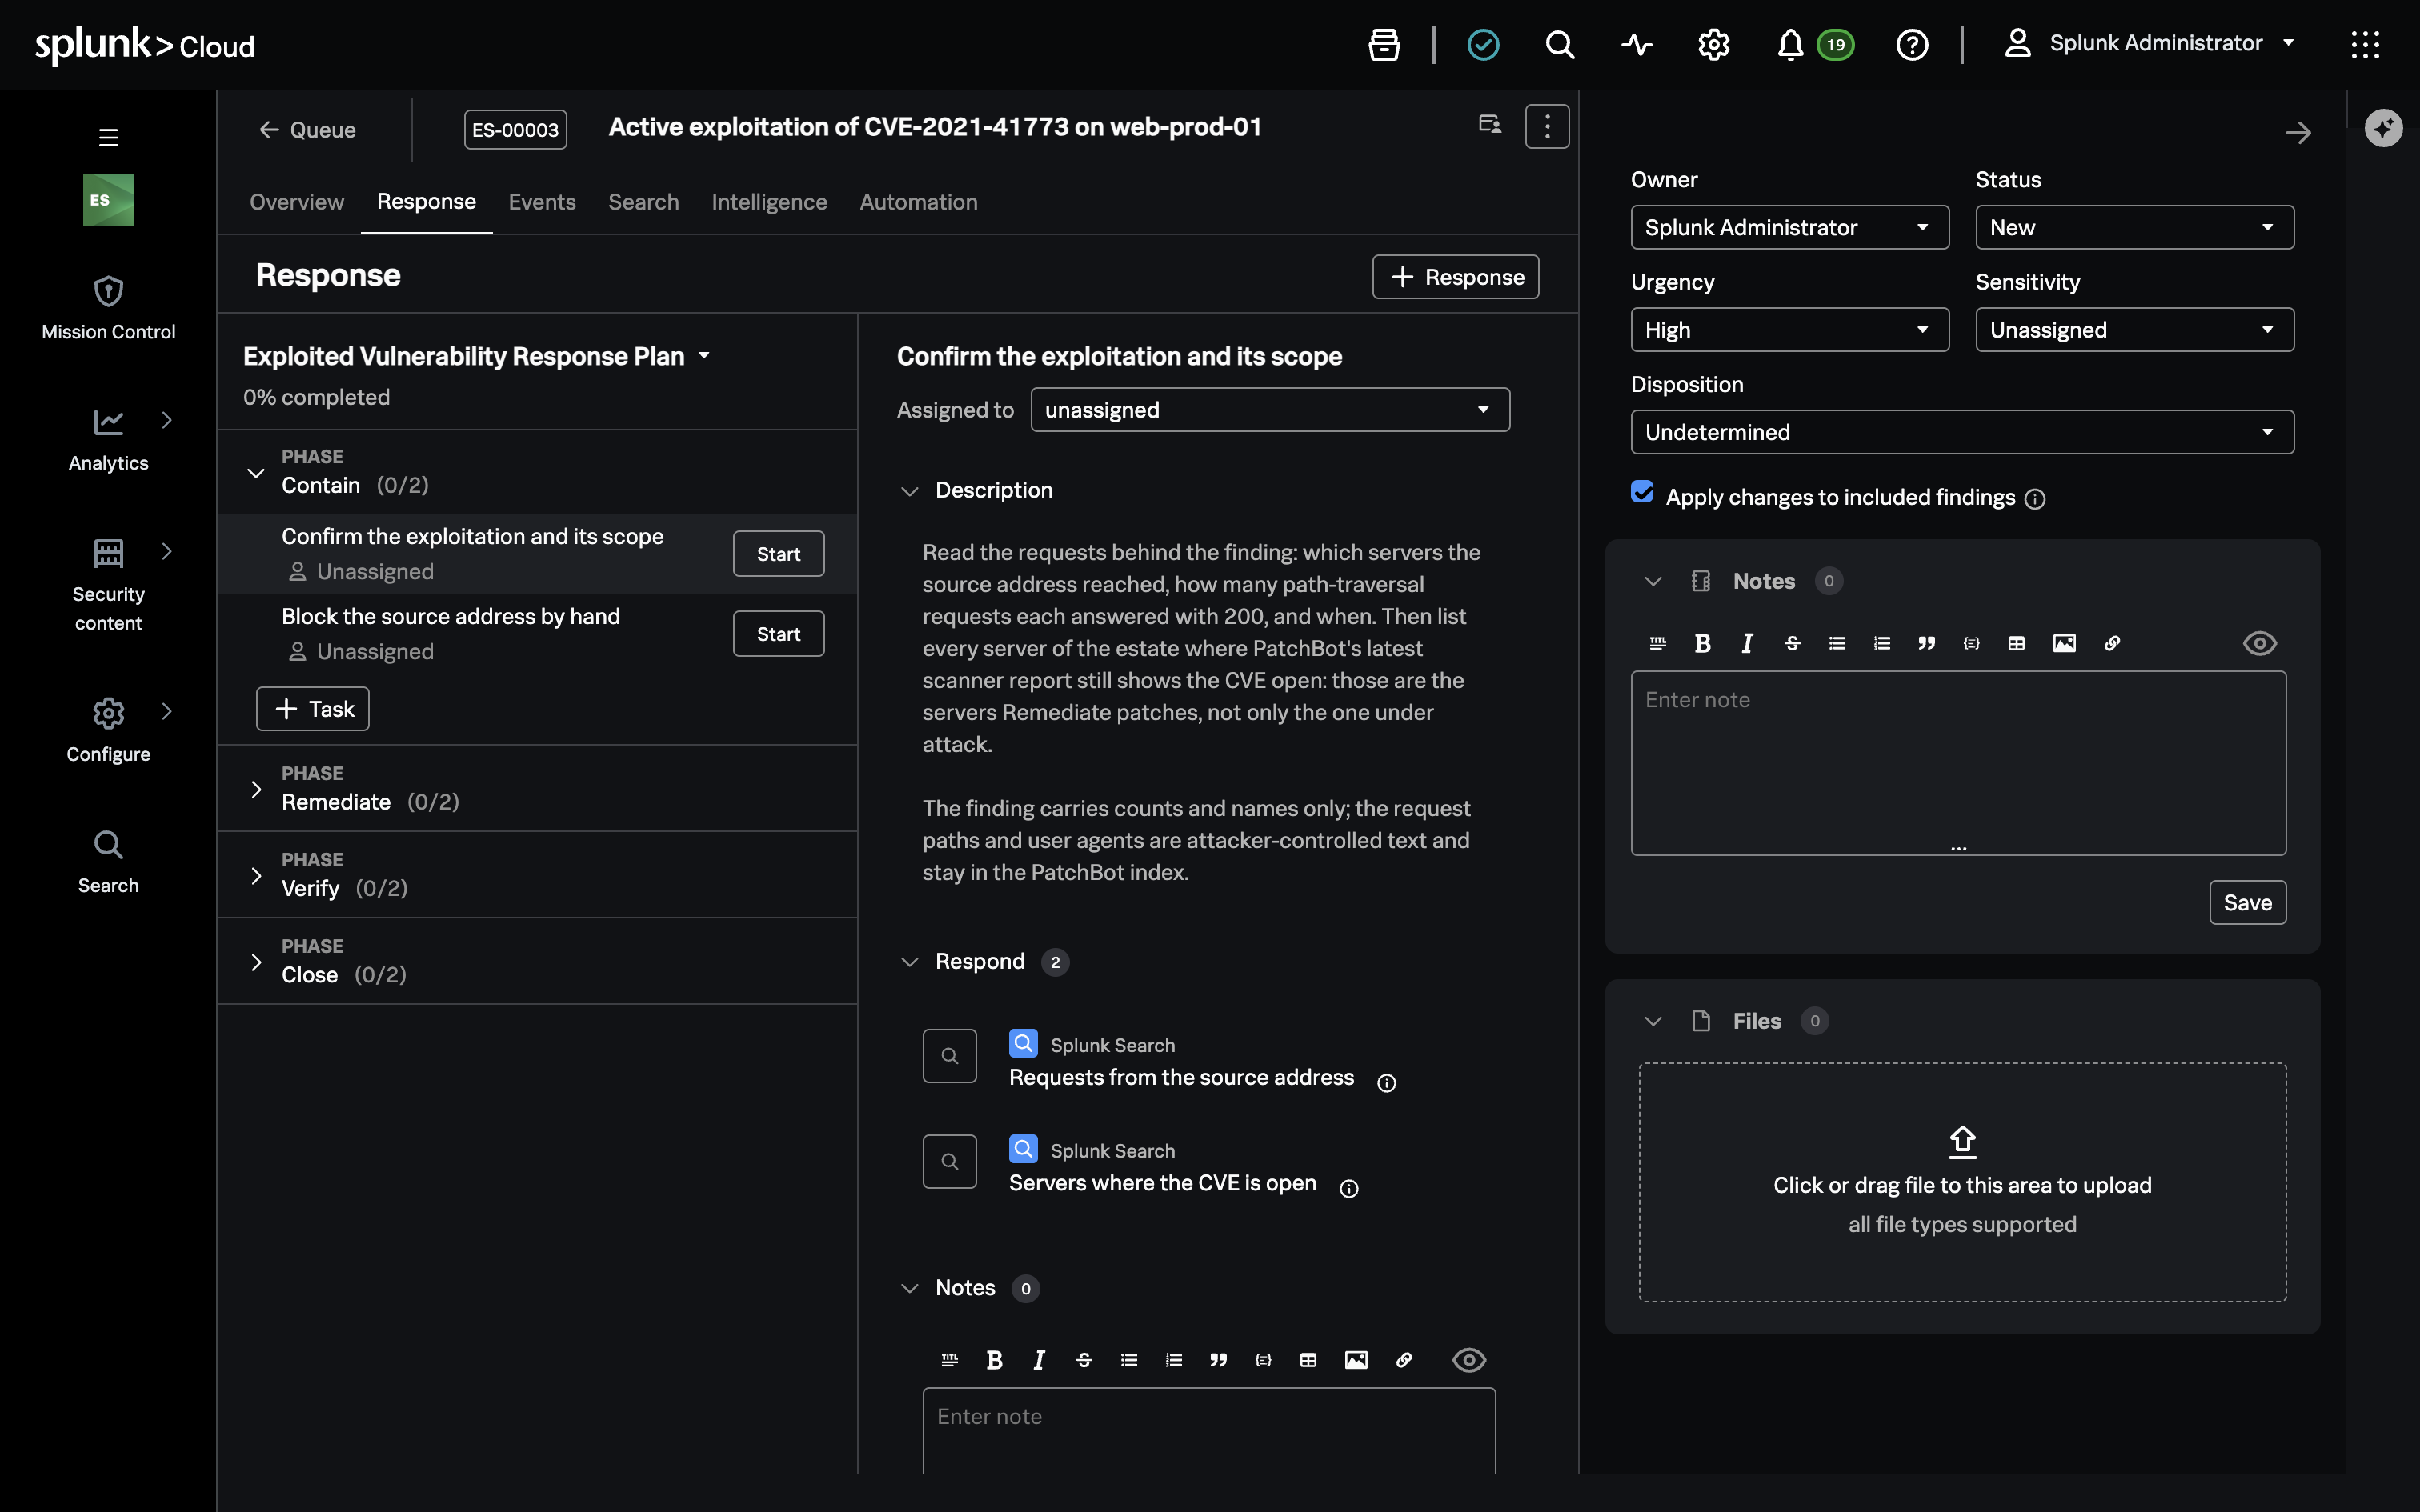 splunk>Cloud
19
Splunk Administrator
ES
Mission Control
Analytics
Security
content
Configure
Search
Queue
ES-00003
Active exploitation of CVE-2021-41773 on web-prod-01
Overview
Response
Events
Search
Intelligence
Automation
Response
Response
Exploited Vulnerability Response Plan
0% completed
PHASE
Contain (0/2)
Confirm the exploitation and its scope
Unassigned
Start
Block the source address by hand
Unassigned
Start
Task
PHASE
Remediate (0/2)
PHASE
Verify (0/2)
PHASE
Close (0/2)
Confirm the exploitation and its scope
Assigned to
unassigned
Description
Read the requests behind the finding: which servers the
source address reached, how many path-traversal
requests each answered with 200, and when. Then list
every server of the estate where PatchBot's latest
scanner report still shows the CVE open: those are the
servers Remediate patches, not only the one under
attack.
The finding carries counts and names only; the request
paths and user agents are attacker-controlled text and
stay in the PatchBot index.
Respond 2
Splunk Search
Requests from the source address
Splunk Search
Servers where the CVE is open
Notes 0
Enter note
Owner
Splunk Administrator
Status
New
Urgency
High
Sensitivity
Unassigned
Disposition
Undetermined
Apply changes to included findings
Notes 0
Enter note
Save
Files 0
Click or drag file to this area to upload
all file types supported